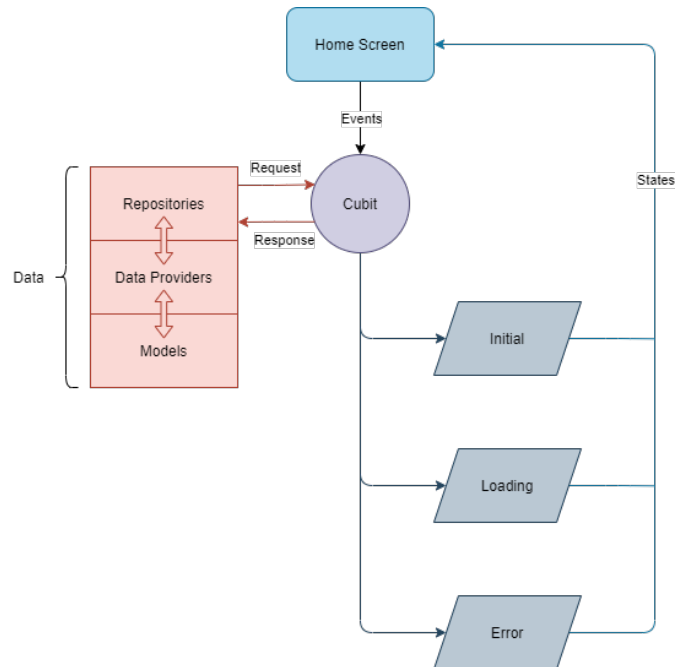 Home Screen
Events
Request
States
Repositories
Cubit
Response
Data
Data Providers
Initial
Models
Loading
Error